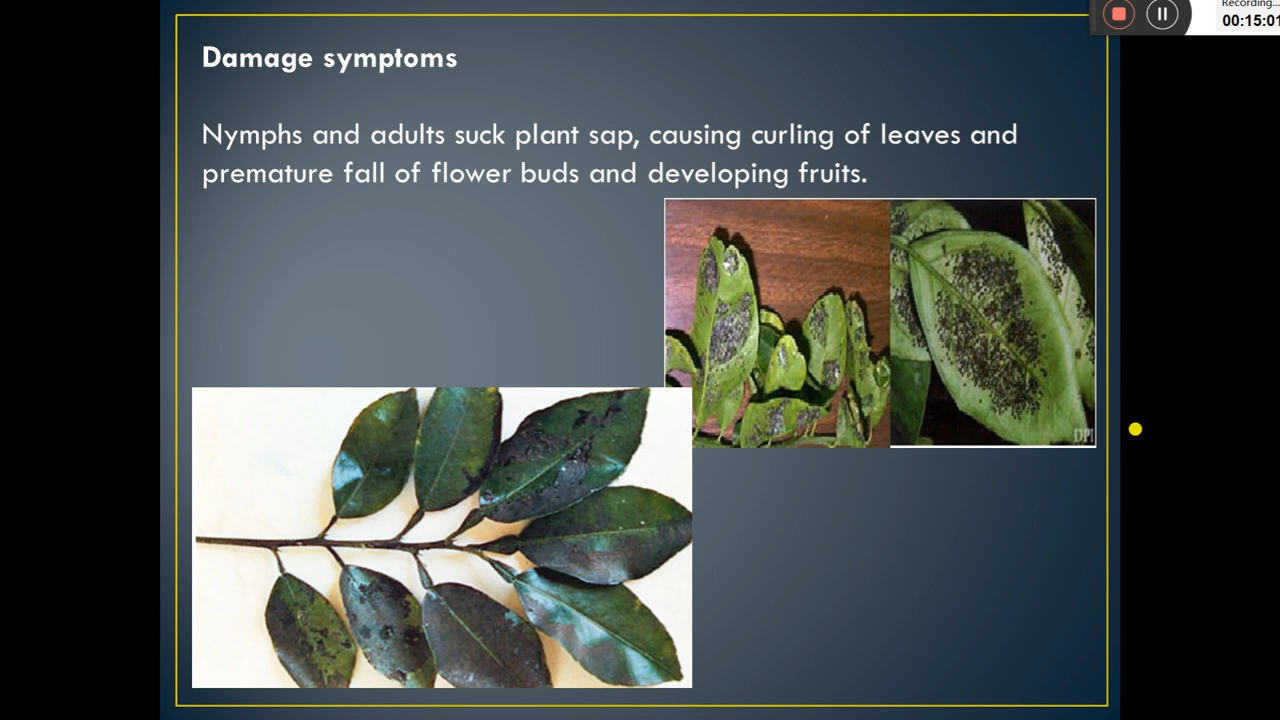 Recording...
00:15:01
Damage symptoms
Nymphs and adults suck plant sap, causing curling of leaves and
premature fall of flower buds and developing fruits.
DPI